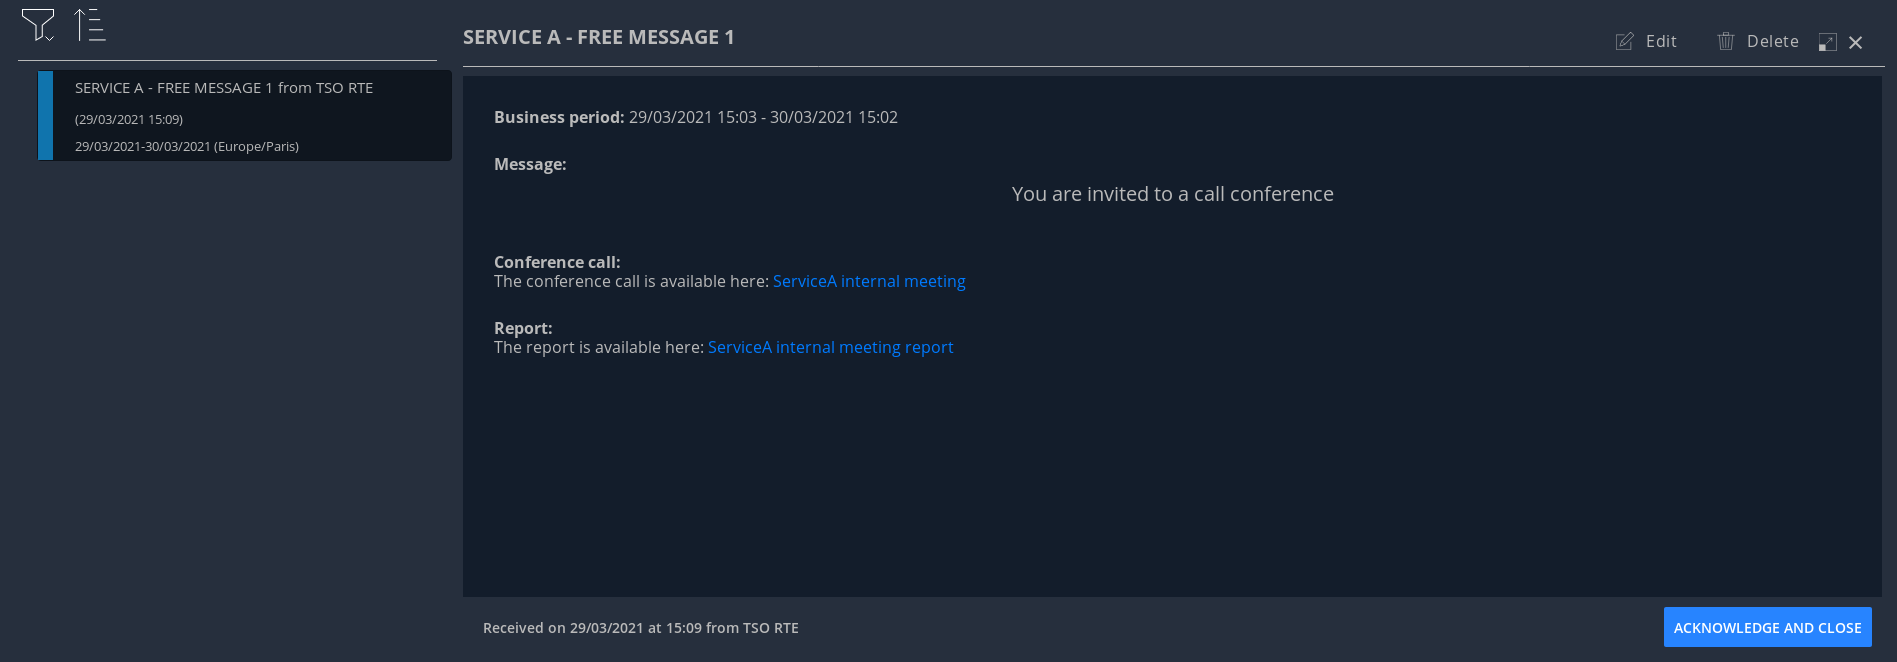 SERVICE A - FREE MESSAGE 1 from TSO RTE
(29/03/2021 15:09)
29/03/2021-30/03/2021 (Europe/Paris)
SERVICE A - FREE MESSAGE 1
Edit
Delete
Business period: 29/03/2021 15:03 - 30/03/2021 15:02
Message:
You are invited to a call conference
Conference call:
The conference call is available here: ServiceA internal meeting
Report:
The report is available here: ServiceA internal meeting report
Received on 29/03/2021 at 15:09 from TSO RTE
ACKNOWLEDGE AND CLOSE